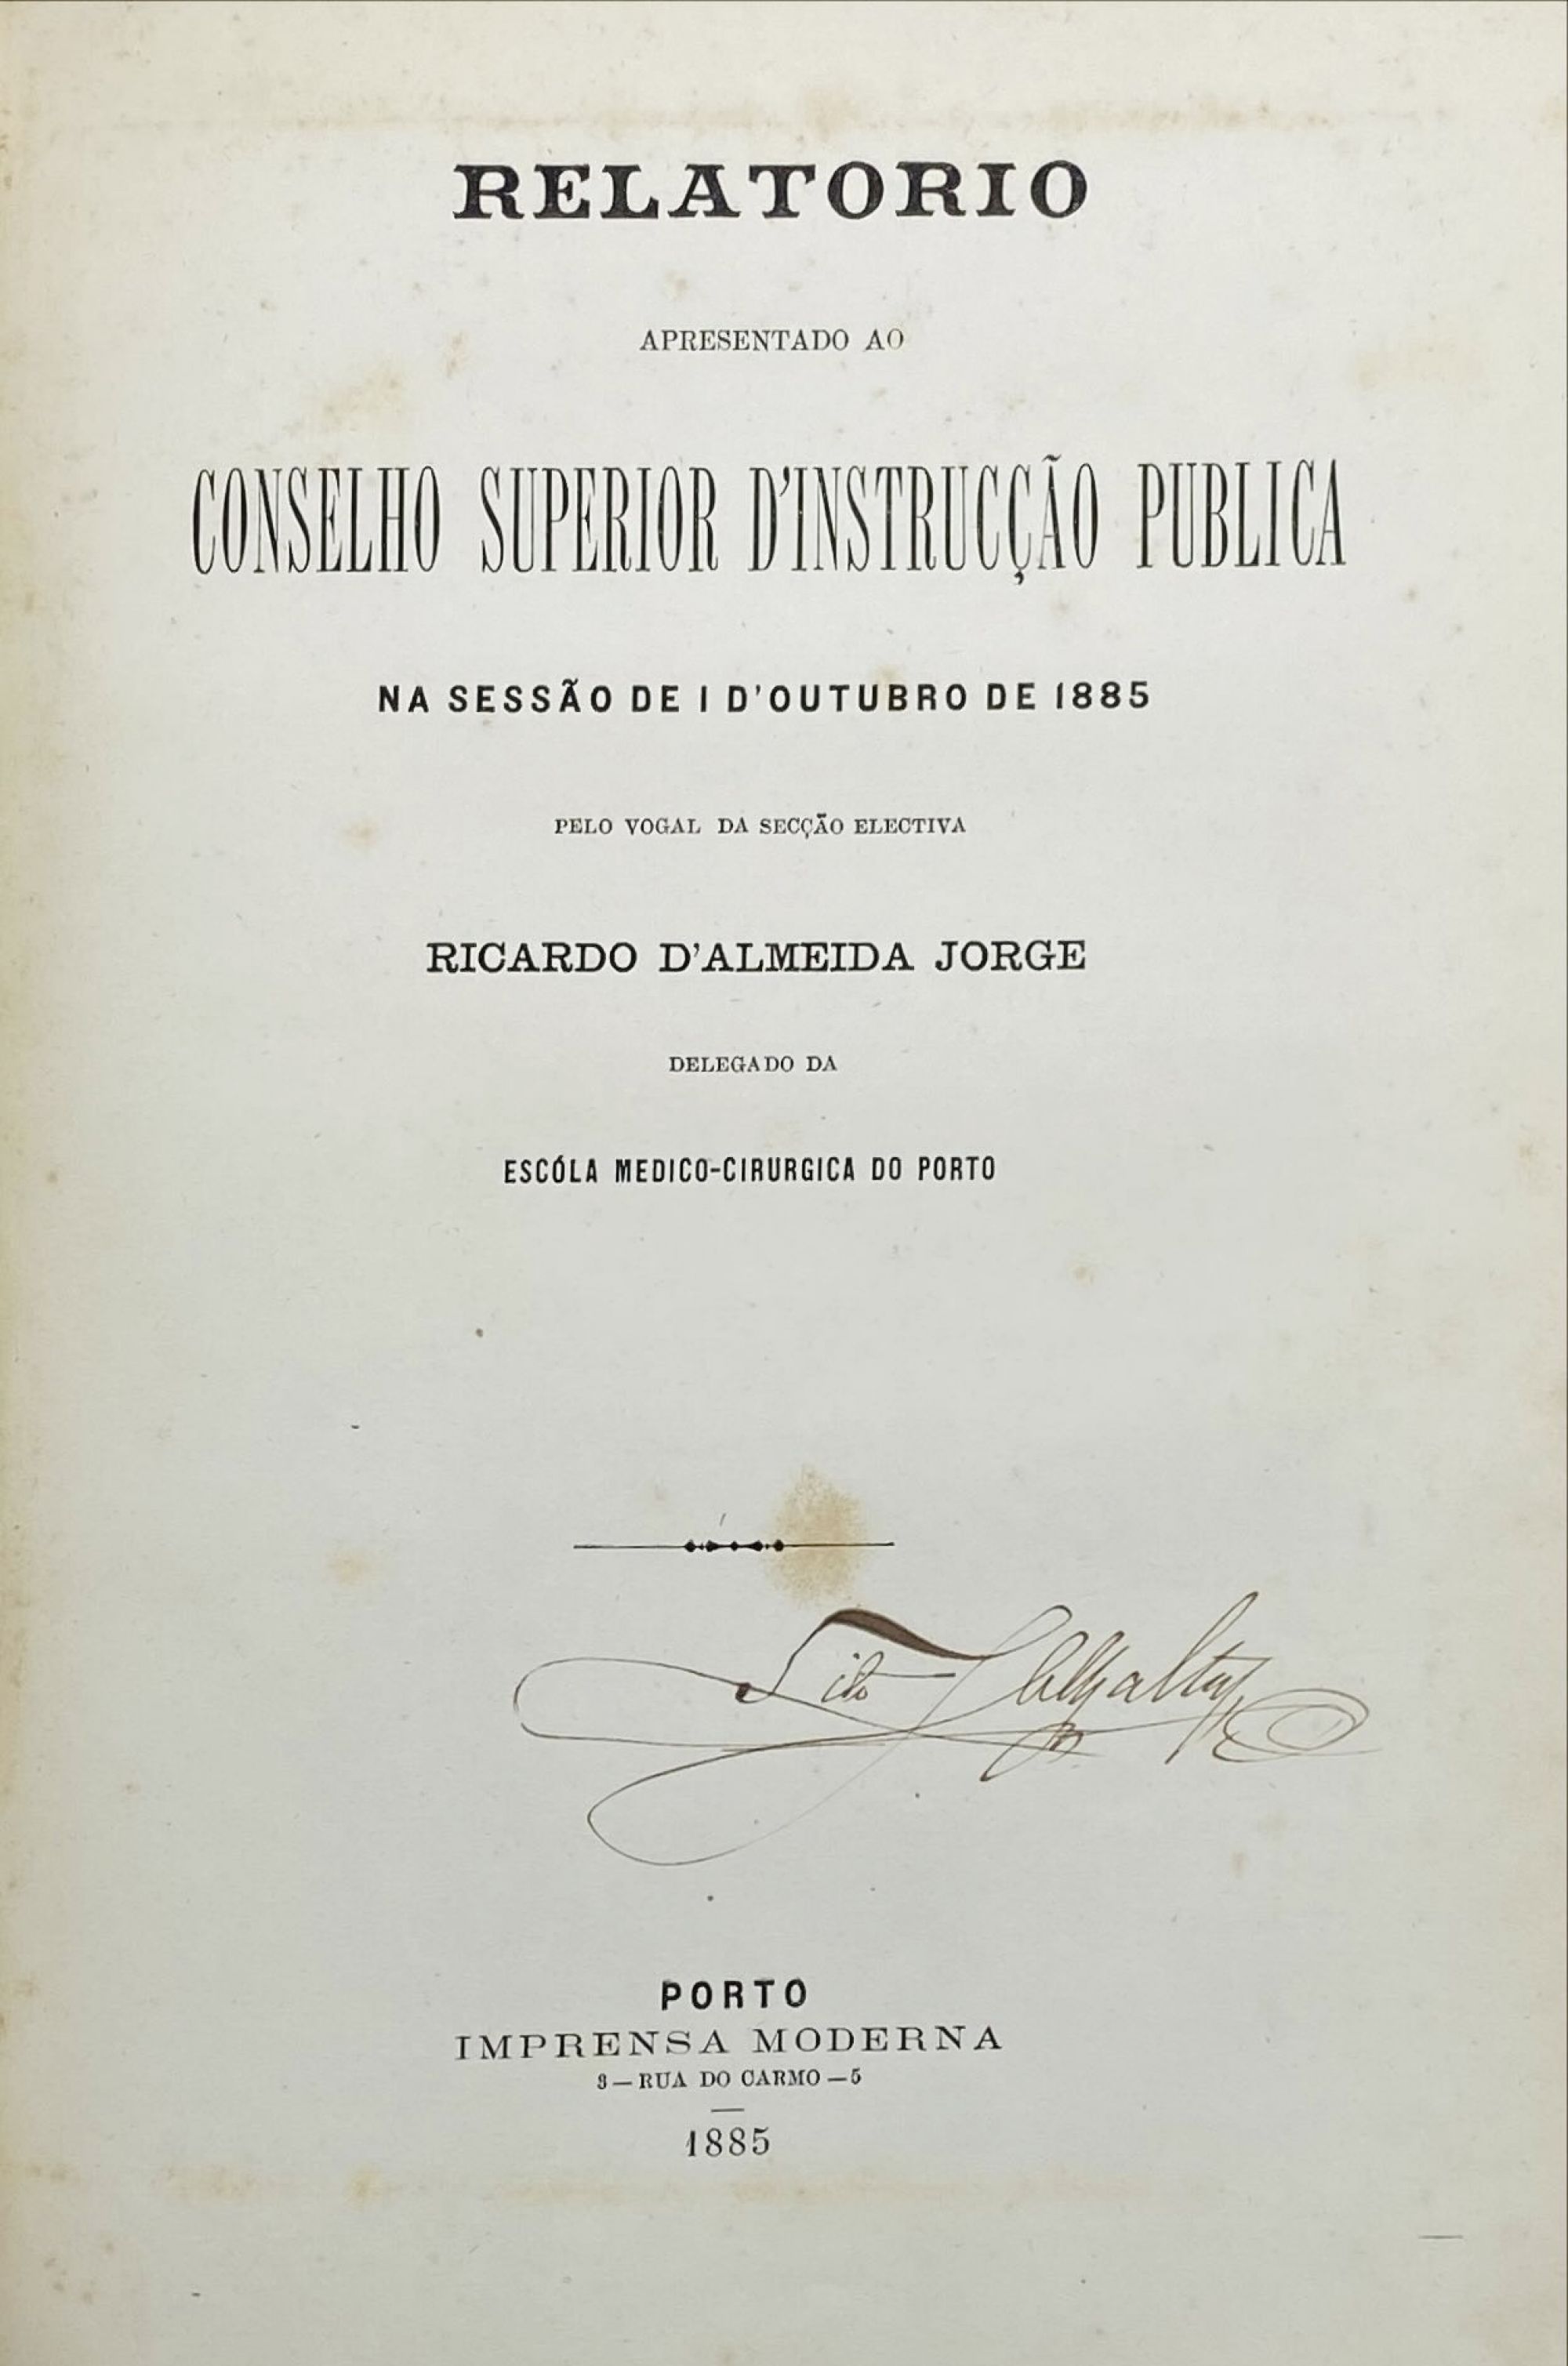 RELATORIO
APRESENTADO AO
CONSELHO SUPERIOR D'INSTRUCÇÃO PUBLICA
NA SESSÃO DE 1 D'OUTUBRO DE 1885
PELO VOGAL DA SECÇÃO ELECTIVA
RICARDO D'ALMEIDA JORGE
DELEGADO DA
ESCÓLA MEDICO-CIRURGICA DO PORTO
PORTO
IMPRENSA MODERNA
3—RUA DO CARMO—5
1885